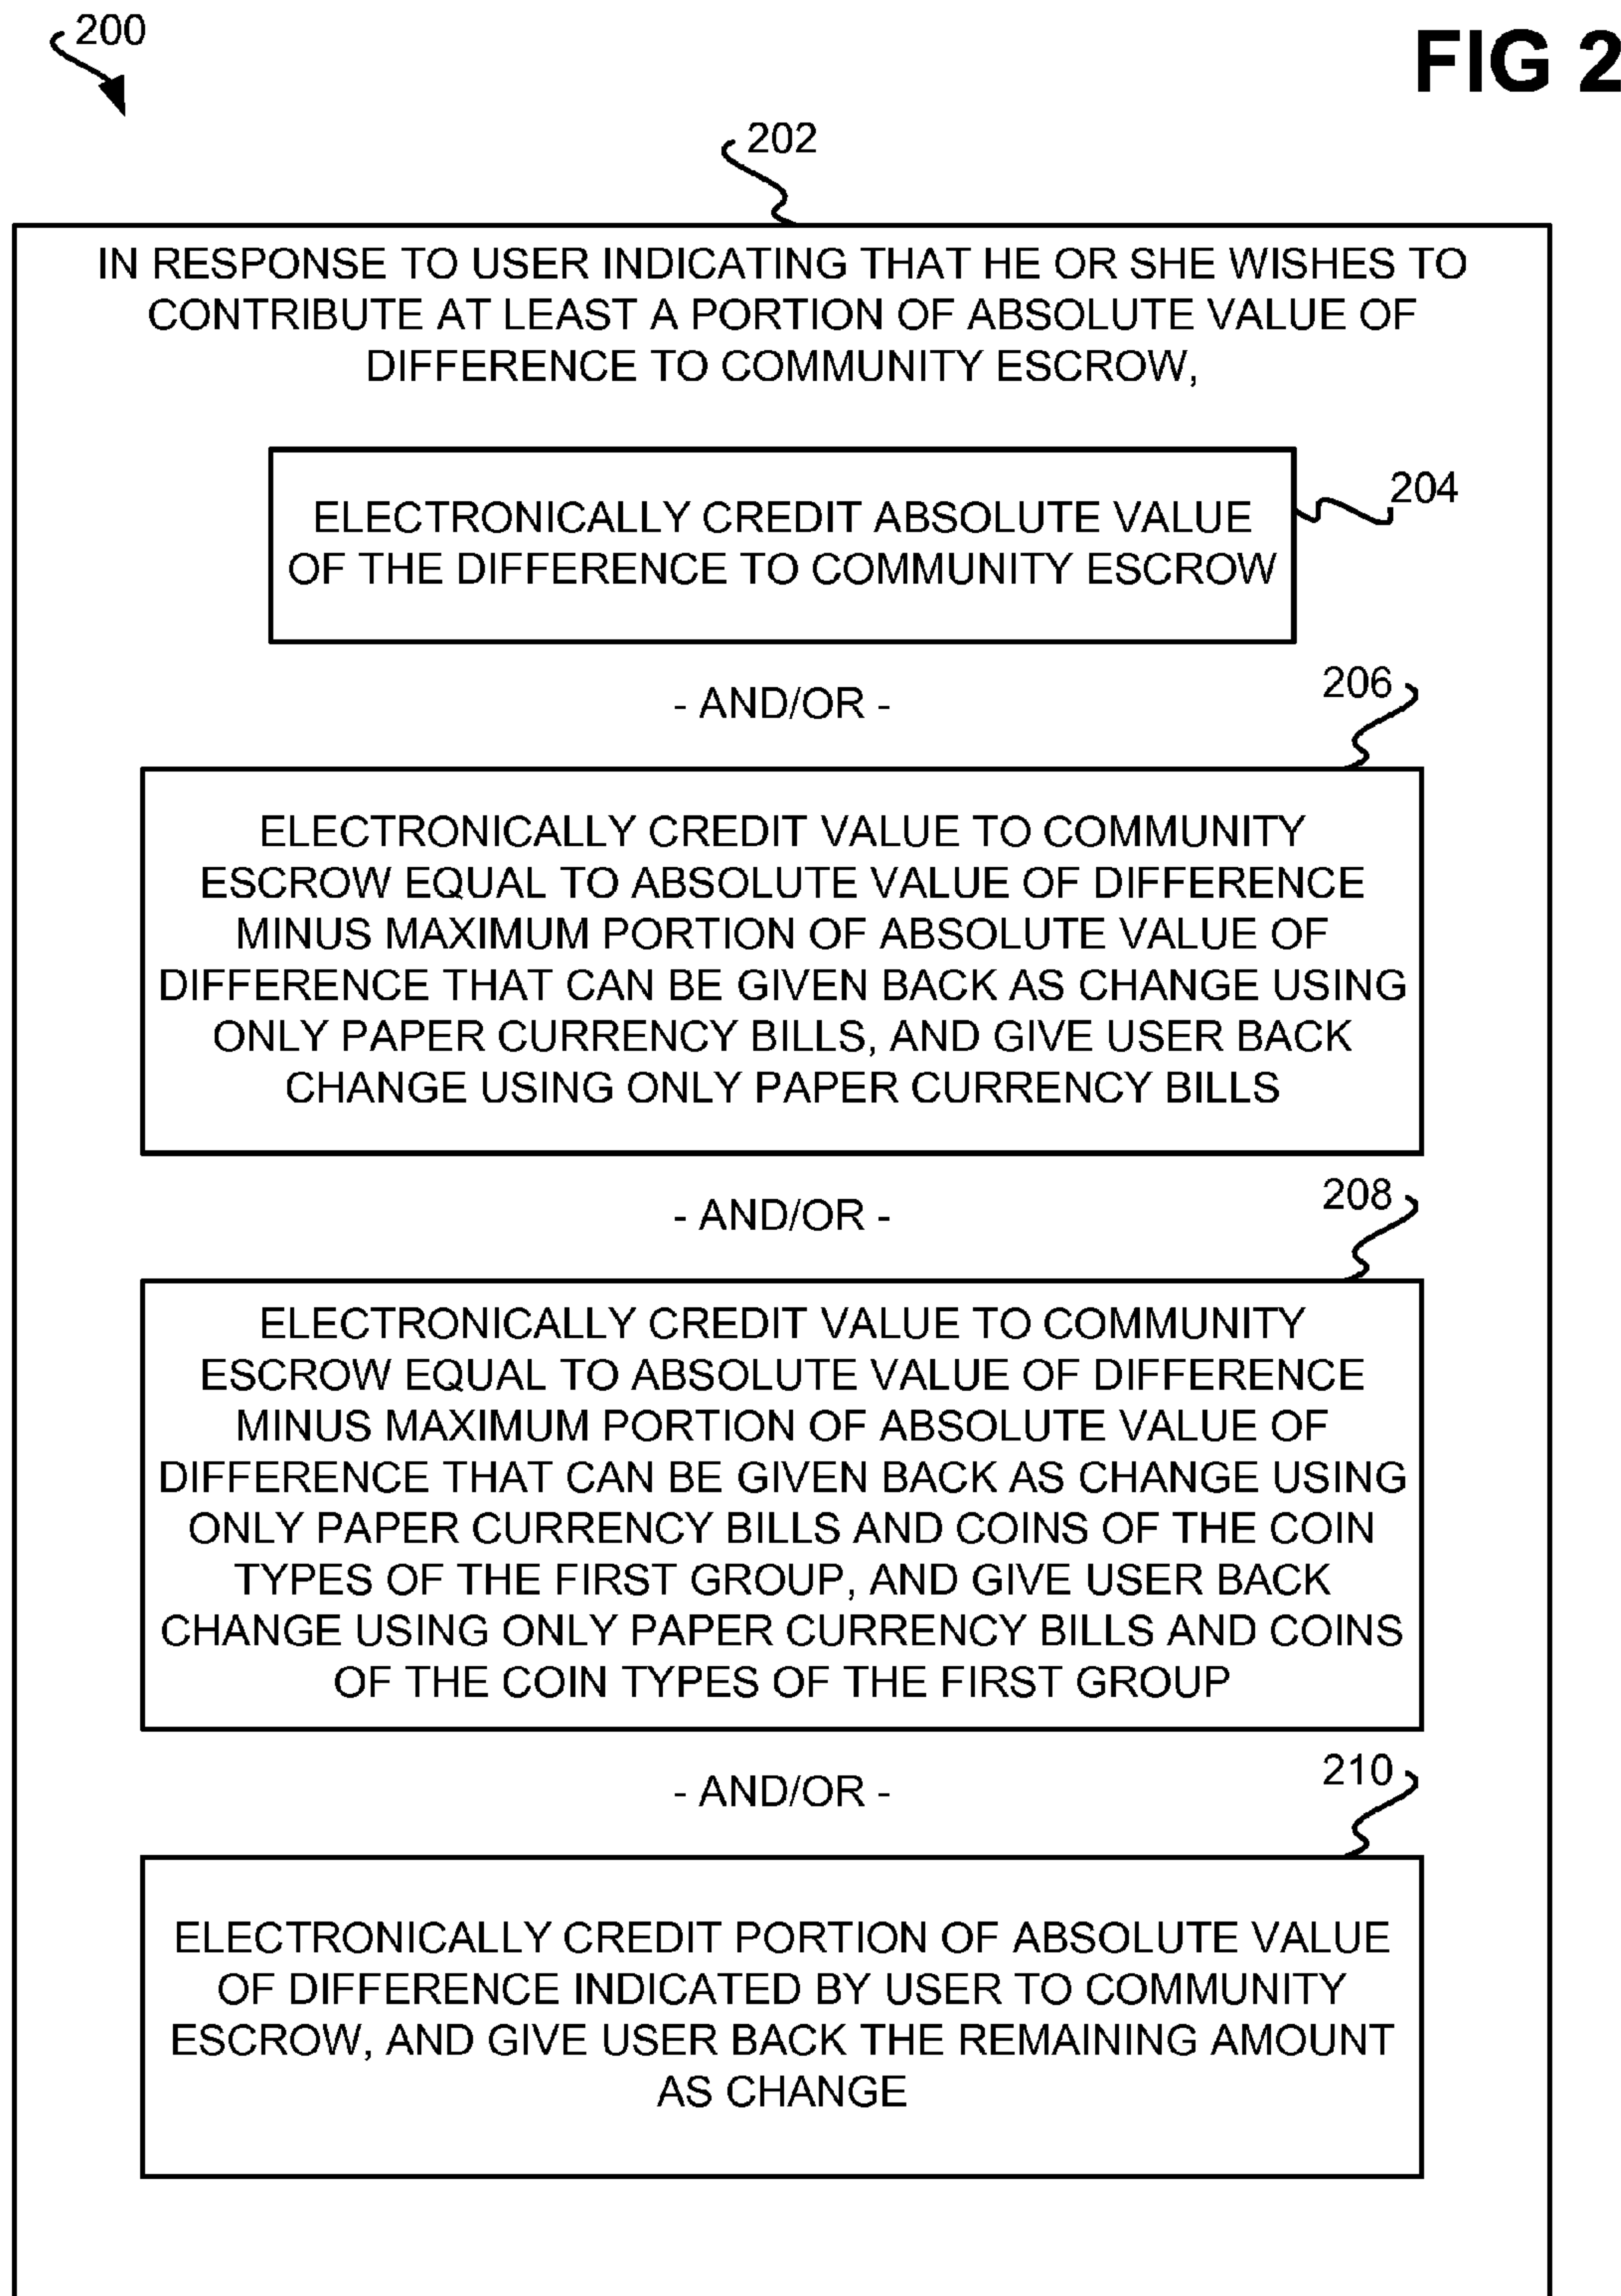 200
FIG 2
202
IN RESPONSE TO USER INDICATING THAT HE OR SHE WISHES TO
CONTRIBUTE AT LEAST A PORTION OF ABSOLUTE VALUE OF
DIFFERENCE TO COMMUNITY ESCROW,
204
ELECTRONICALLY CREDIT ABSOLUTE VALUE
OF THE DIFFERENCE TO COMMUNITY ESCROW
- AND/OR -
206
ELECTRONICALLY CREDIT VALUE TO COMMUNITY
ESCROW EQUAL TO ABSOLUTE VALUE OF DIFFERENCE
MINUS MAXIMUM PORTION OF ABSOLUTE VALUE OF
DIFFERENCE THAT CAN BE GIVEN BACK AS CHANGE USING
ONLY PAPER CURRENCY BILLS, AND GIVE USER BACK
CHANGE USING ONLY PAPER CURRENCY BILLS
- AND/OR -
208
ELECTRONICALLY CREDIT VALUE TO COMMUNITY
ESCROW EQUAL TO ABSOLUTE VALUE OF DIFFERENCE
MINUS MAXIMUM PORTION OF ABSOLUTE VALUE OF
DIFFERENCE THAT CAN BE GIVEN BACK AS CHANGE USING
ONLY PAPER CURRENCY BILLS AND COINS OF THE COIN
TYPES OF THE FIRST GROUP, AND GIVE USER BACK
CHANGE USING ONLY PAPER CURRENCY BILLS AND COINS
OF THE COIN TYPES OF THE FIRST GROUP
- AND/OR -
210
ELECTRONICALLY CREDIT PORTION OF ABSOLUTE VALUE
OF DIFFERENCE INDICATED BY USER TO COMMUNITY
ESCROW, AND GIVE USER BACK THE REMAINING AMOUNT
AS CHANGE